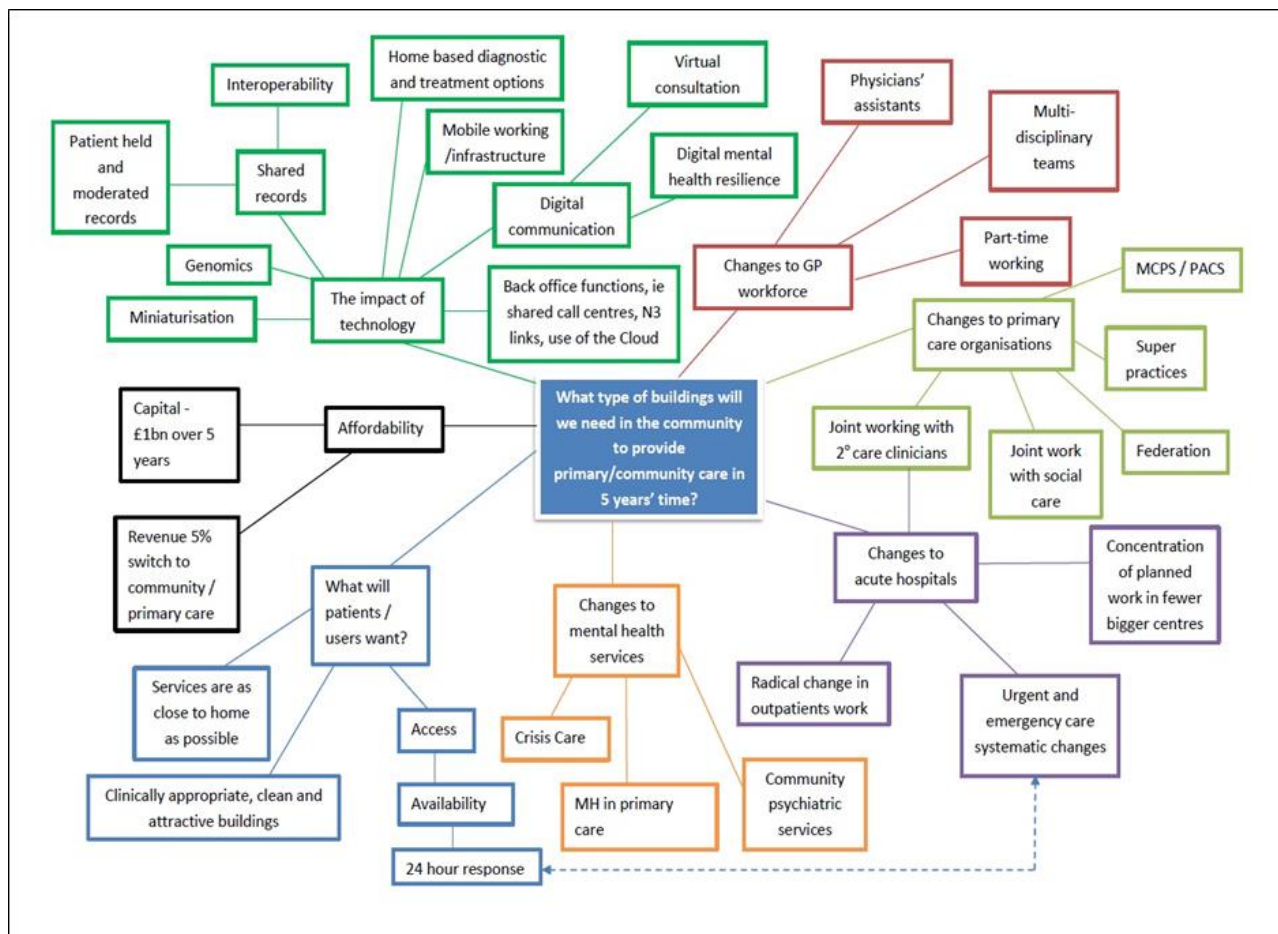 Home based diagnostic
and treatment options
Interoperability
Virtual
consultation
Physicians’
assistants
Multi-
disciplinary
teams
Patient held
and
moderated
records
Shared
records
Mobile working
/infrastructure
Digital mental
health resilience
Digital
communication
Genomics
Miniaturisation
The impact of
technology
Back office functions, ie
shared call centres, N3
links, use of the Cloud
Changes to GP
workforce
Part-time
working
MCPS / PACS
Changes to primary
care organisations
Super
practices
Joint working with
2° care clinicians
Joint work
with social
care
Federation
Capital -
£1bn over 5
years
Affordability
What type of buildings will
we need in the community
to provide
primary/community care in
5 years’ time?
Revenue 5%
switch to
community /
primary care
What will
patients /
users want?
Changes to
mental health
services
Changes to
acute hospitals
Concentration
of planned
work in fewer
bigger centres
Services are as
close to home
as possible
Access
Crisis Care
Radical change in
outpatients work
Urgent and
emergency care
systematic changes
Clinically appropriate, clean and
attractive buildings
Availability
MH in primary
care
Community
psychiatric
services
24 hour response